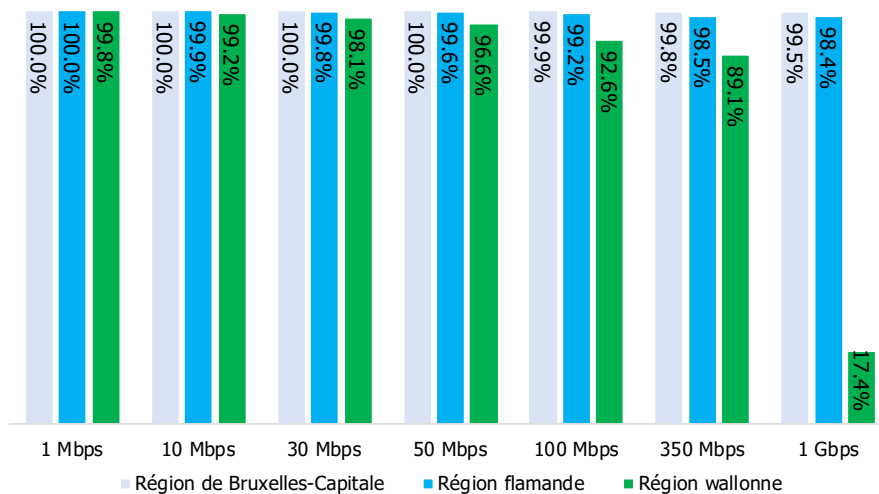 100.0% 100.0% 99.8%
100.0% 99.9% 99.2%
100.0% 99.8% 98.1%
100.0% 99.6% 96.6%
99.9% 99.2% 92.6%
99.8% 98.5% 89.1%
99.5% 98.4% 17.4%
1 Mbps 10 Mbps 30 Mbps 50 Mbps 100 Mbps 350 Mbps 1 Gbps
Région de Bruxelles-Capitale Région flamande Région wallonne